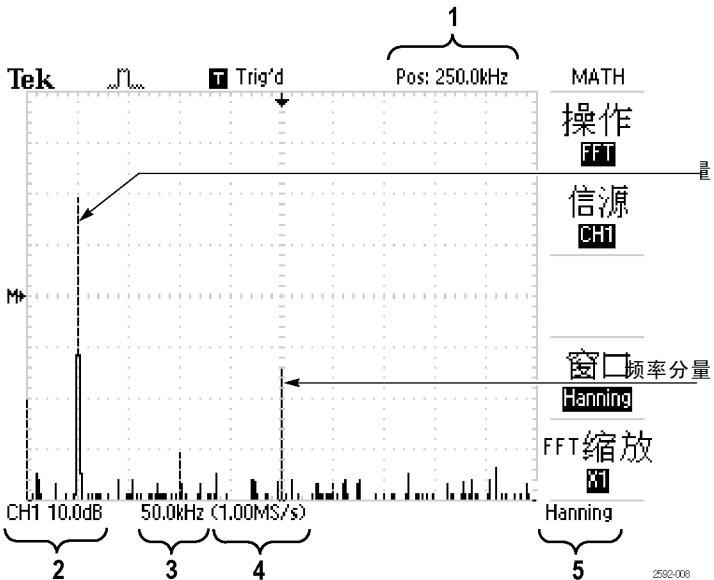 1
Tek Trig'd Pos: 250.0kHz MATH
操作
FFT
量
信源
CH1
M
窗口
频率分量
Hanning
FFT缩放
X1
CH1 10.0dB 50.0kHz (1.00MS/s) Hanning
2 3 4 5
2592-008